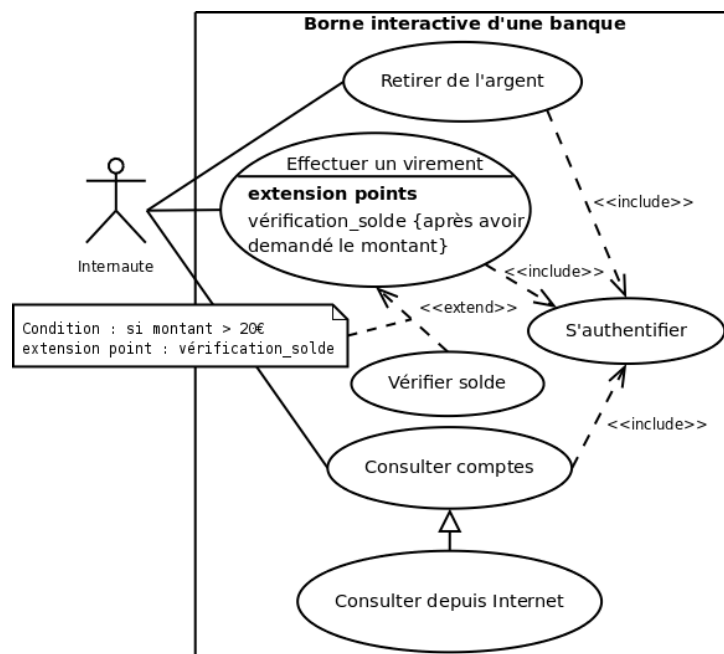 Borne interactive d'une banque
Retirer de l'argent
Effectuer un virement
extension points
vérification_solde {après avoir
demandé le montant}
<<include>>
<<include>>
Internaute
<<extend>>
Condition : si montant > 20€
extension point : vérification_solde
S'authentifier
Vérifier solde
<<include>>
Consulter comptes
Consulter depuis Internet